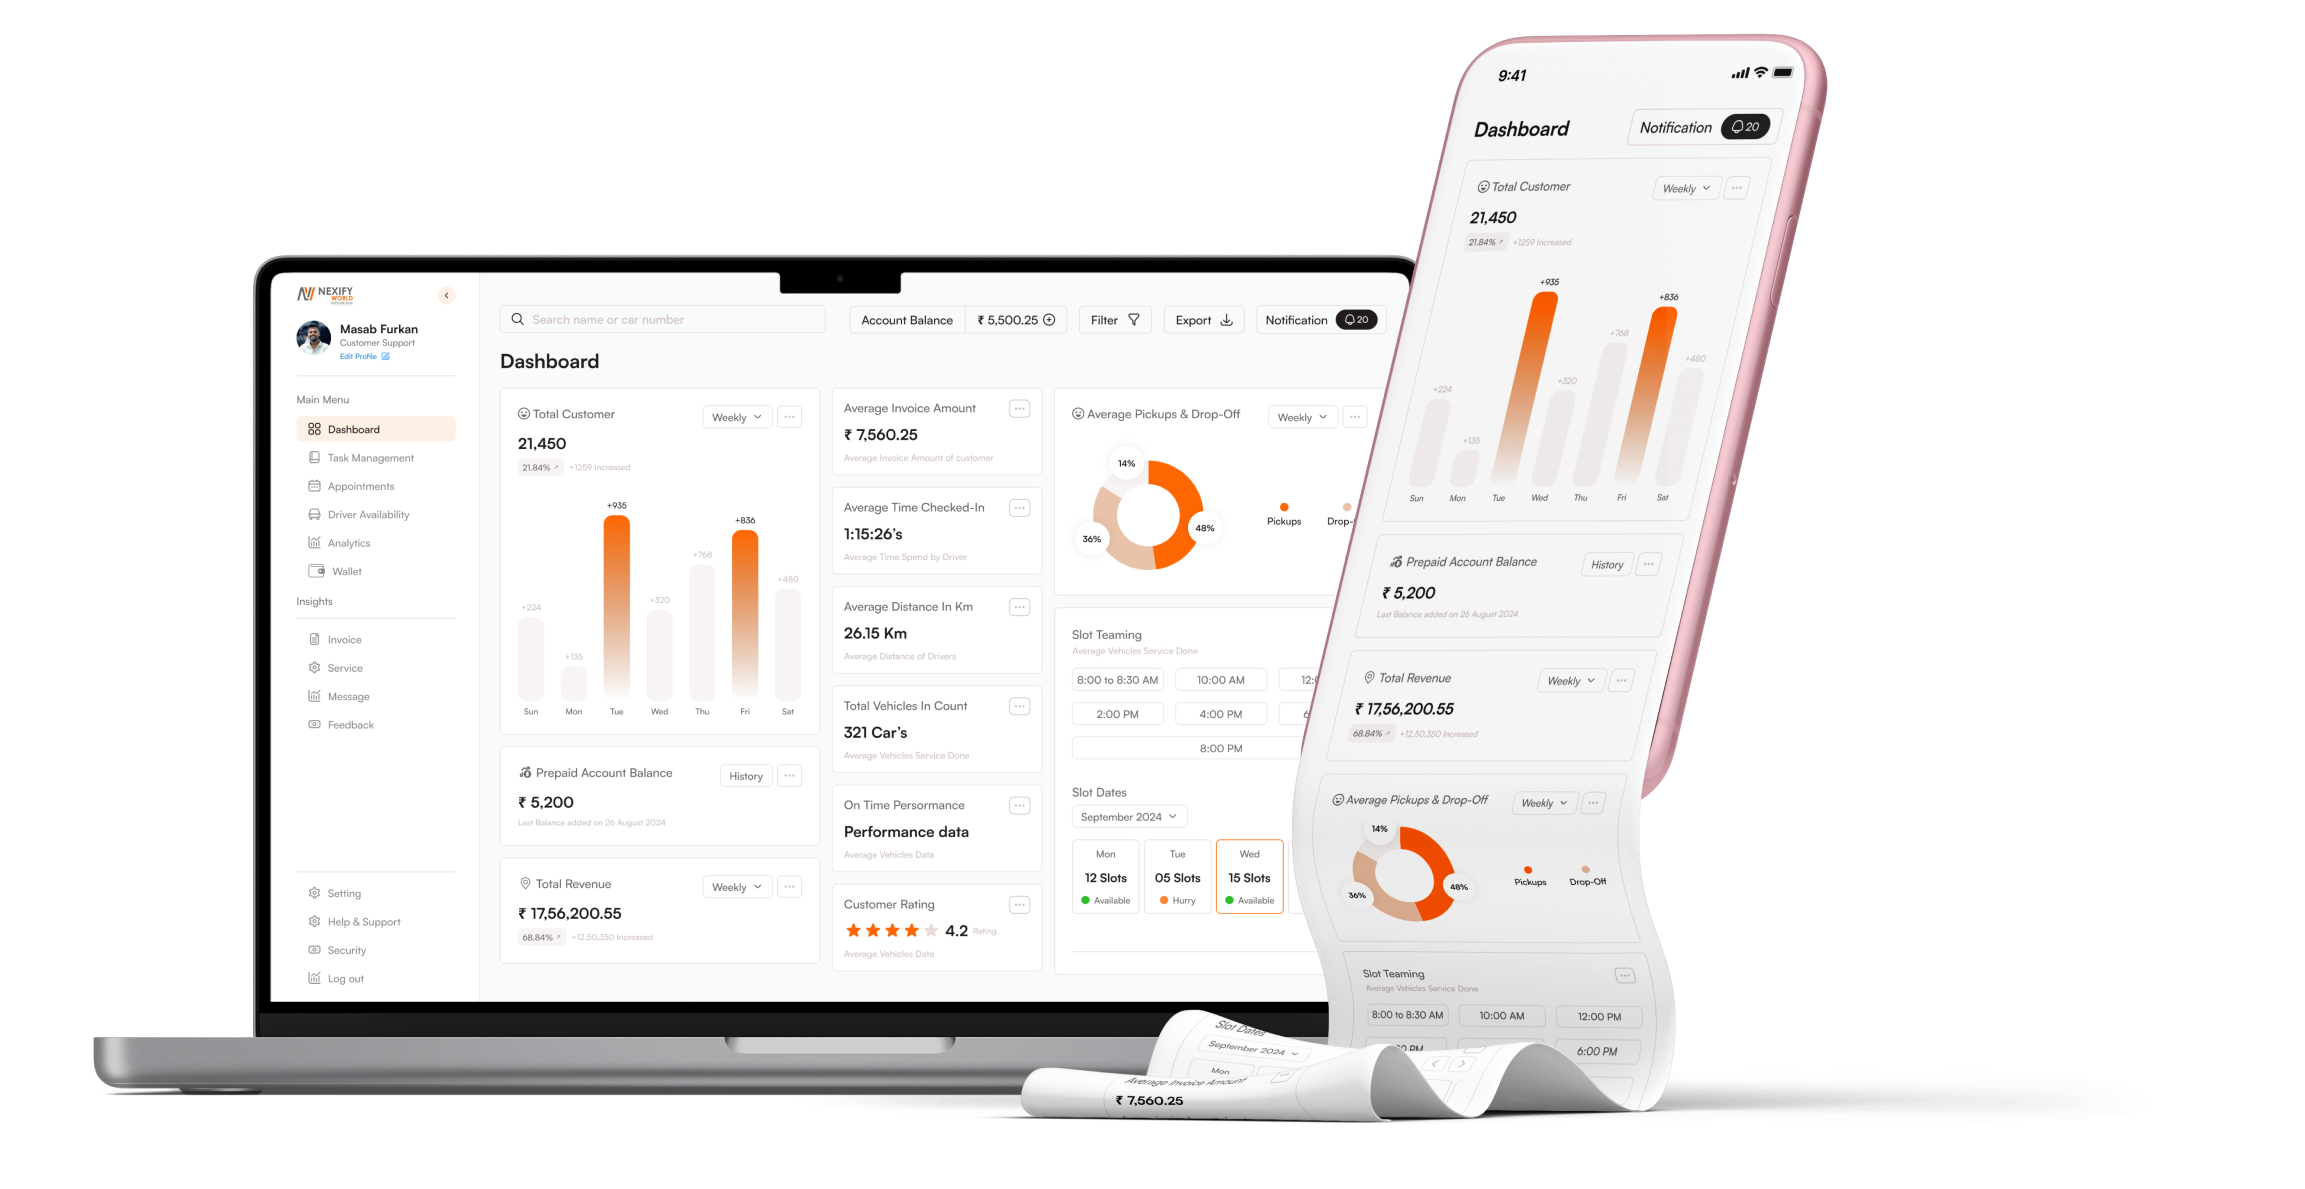 NEXIFY
WORLD
Masab Furkan
Customer Support
Edit Profile
Main Menu
Dashboard
Task Management
Appointments
Driver Availability
Analytics
Wallet
Insights
Invoice
Service
Message
Feedback
Setting
Help & Support
Security
Log out
Search name or car number
Account Balance ₹ 5,500.25
Filter
Export
Notification 20
Dashboard
Total Customer Weekly
21,450
21.84% +1259 Increased
+224 +135 +935 +320 +768 +836 +480
Sun Mon Tue Wed Thu Fri Sat
Prepaid Account Balance History
₹ 5,200
Last Balance added on 26 August 2024
Total Revenue Weekly
₹ 17,56,200.55
68.84% +12,50,350 Increased
Average Invoice Amount
₹ 7,560.25
Average Invoice Amount of customer
Average Time Checked-In
1:15:26's
Average Time Spend by Driver
Average Distance In Km
26.15 Km
Average Distance of Drivers
Total Vehicles In Count
321 Car's
Average Vehicles Service Done
On Time Persormance
Performance data
Average Vehicles Data
Customer Rating
4.2 Rating.
Average Vehicles Data
Average Pickups & Drop-Off Weekly
14%
36%
48%
Pickups Drop-
Slot Teaming
Average Vehicles Service Done
8:00 to 8:30 AM 10:00 AM 12:
2:00 PM 4:00 PM 6
8:00 PM
Slot Dates
September 2024
Mon Tue Wed
12 Slots 05 Slots 15 Slots
Available Hurry Available
9:41
Dashboard Notification 20
Total Customer Weekly
21,450
21.84% +1259 Increased
+224 +135 +935 +320 +768 +836 +480
Sun Mon Tue Wed Thu Fri Sat
Prepaid Account Balance History
₹ 5,200
Last Balance added on 26 August 2024
Total Revenue Weekly
₹ 17,56,200.55
68.84% +12,50,350 Increased
Average Pickups & Drop-Off Weekly
14%
36%
48%
Pickups Drop-Off
Slot Teaming
Average Vehicles Service Done
8:00 to 8:30 AM 10:00 AM 12:00 PM
PM 6:00 PM
Slot Dates
September 2024
Mon
Average Invoice Amount
₹ 7,560.25